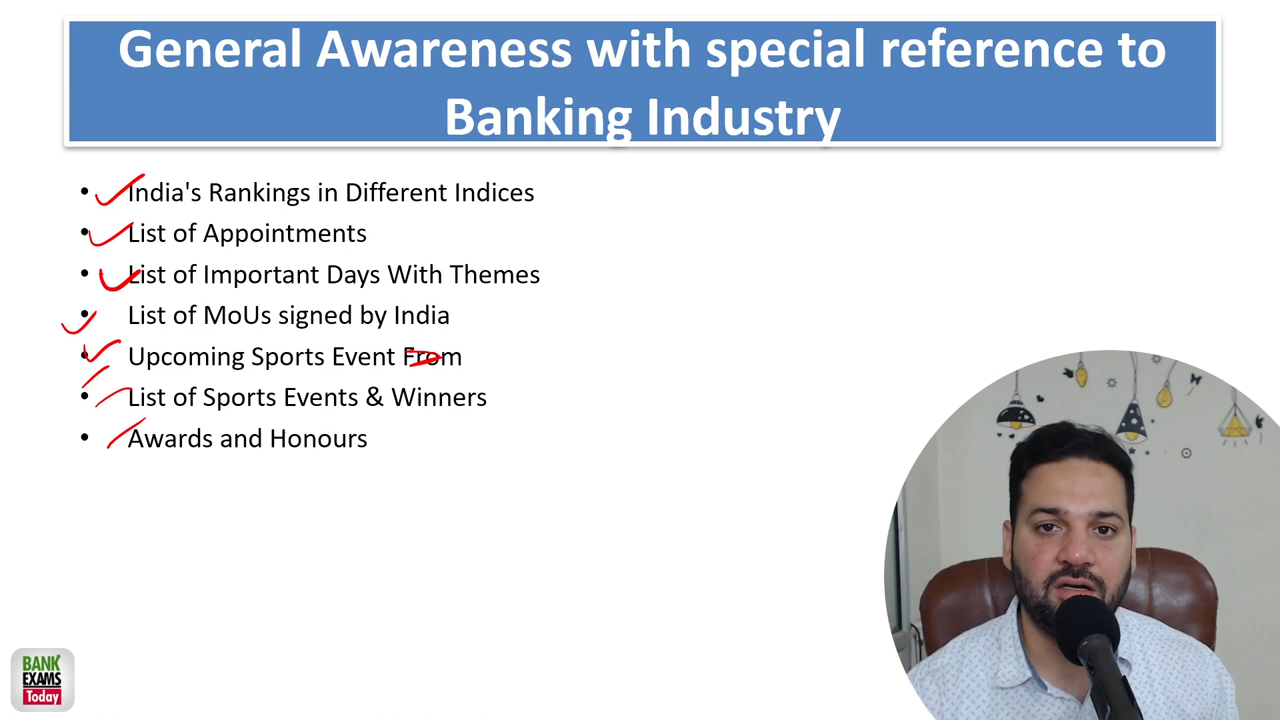 General Awareness with special reference to
Banking Industry
• India's Rankings in Different Indices
• List of Appointments
• List of Important Days With Themes
• List of MoUs signed by India
• Upcoming Sports Event From
• List of Sports Events & Winners
• Awards and Honours
BANK
EXAMS
Today